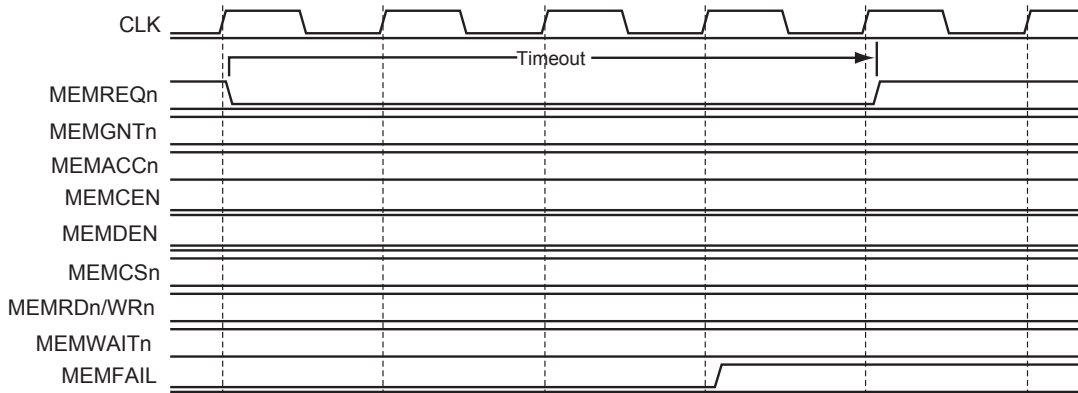 CLK
Timeout
MEMREQn
MEMGNTn
MEMACCn
MEMCEN
MEMDEN
MEMCSn
MEMRDn/WRn
MEMWAITn
MEMFAIL